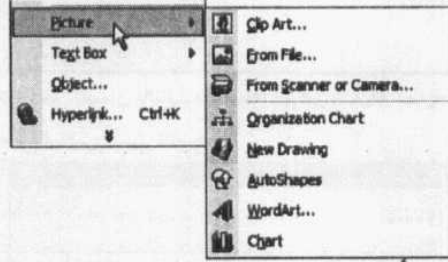 Picture
Text Box
Object...
Hyperlink... Ctrl+K
Clip Art...
From File...
From Scanner or Camera...
Organization Chart
New Drawing
AutoShapes
WordArt...
Chart